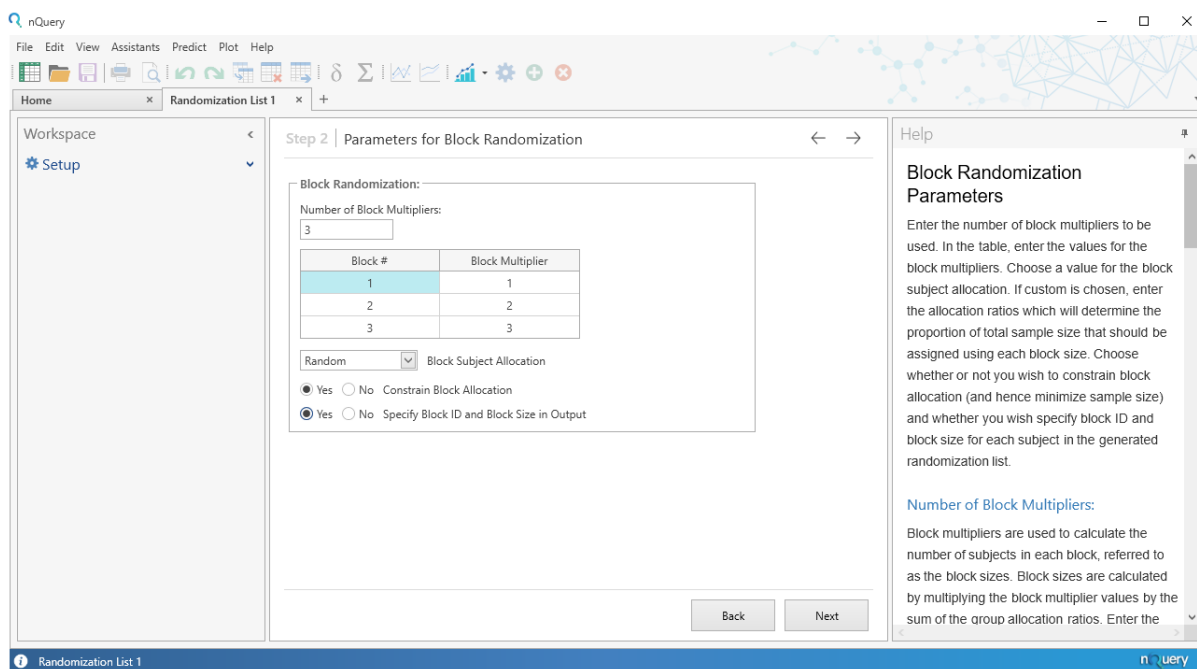 nQuery
File Edit View Assistants Predict Plot Help
Home
Randomization List 1
Workspace
Setup
Step 2 | Parameters for Block Randomization
Block Randomization:
Number of Block Multipliers:
3
Block # Block Multiplier
1 1
2 2
3 3
Random Block Subject Allocation
Yes No Constrain Block Allocation
Yes No Specify Block ID and Block Size in Output
Back Next
Help
Block Randomization
Parameters
Enter the number of block multipliers to be
used. In the table, enter the values for the
block multipliers. Choose a value for the block
subject allocation. If custom is chosen, enter
the allocation ratios which will determine the
proportion of total sample size that should be
assigned using each block size. Choose
whether or not you wish to constrain block
allocation (and hence minimize sample size)
and whether you wish specify block ID and
block size for each subject in the generated
randomization list.
Number of Block Multipliers:
Block multipliers are used to calculate the
number of subjects in each block, referred to
as the block sizes. Block sizes are calculated
by multiplying the block multiplier values by the
sum of the group allocation ratios. Enter the
Randomization List 1
nQuery